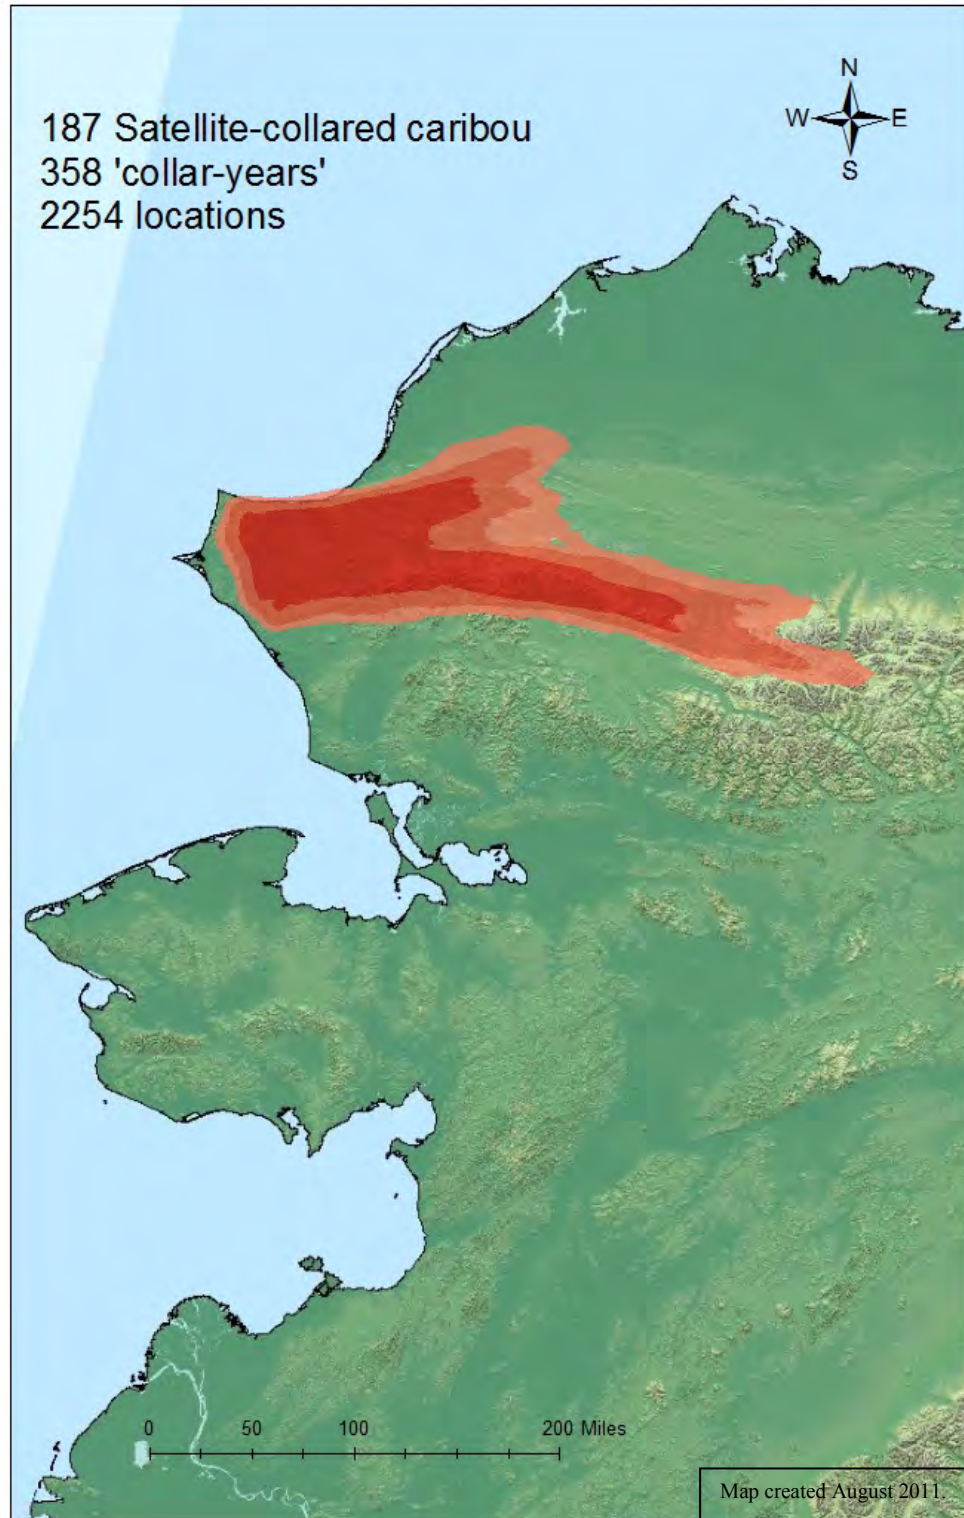 N
W E
S
187 Satellite-collared caribou
358 'collar-years'
2254 locations
0 50 100 200 Miles
Map created August 2011.